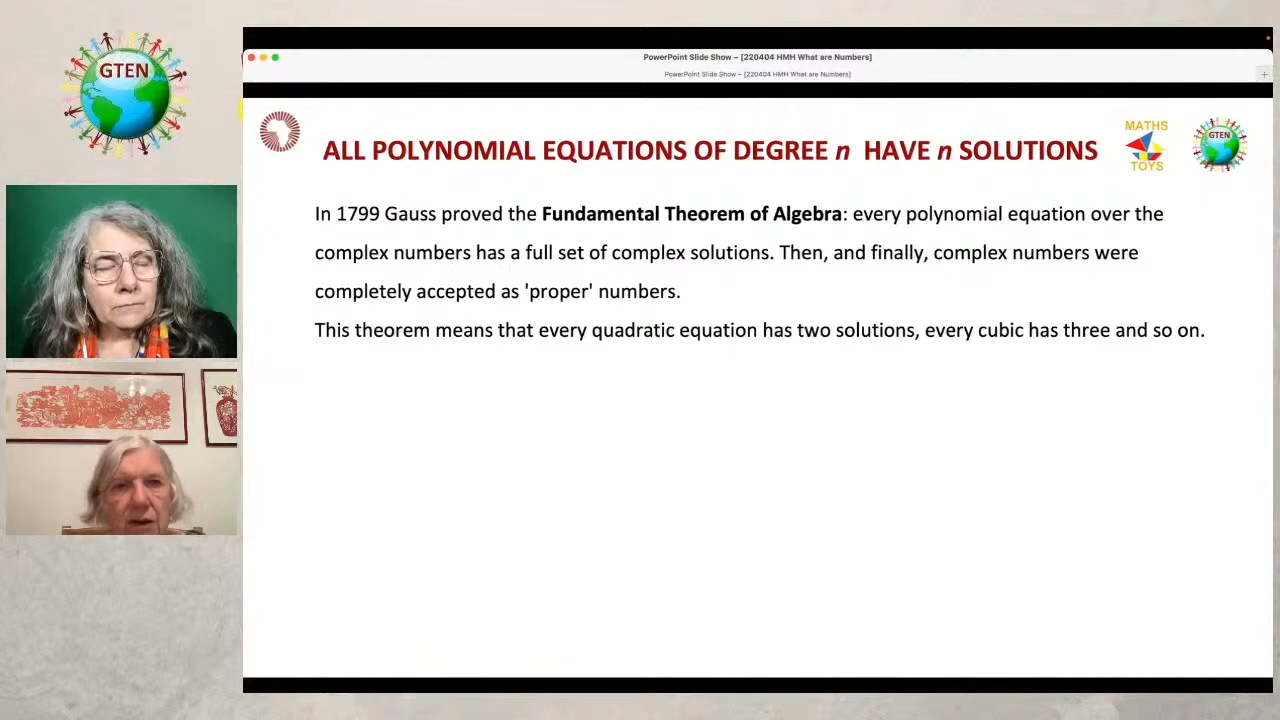 GTEN
PowerPoint Slide Show – [220404 HMH What are Numbers]
PowerPoint Slide Show – [220404 HMH What are Numbers]
ALL POLYNOMIAL EQUATIONS OF DEGREE n HAVE n SOLUTIONS
MATHS
TOYS
GTEN
In 1799 Gauss proved the Fundamental Theorem of Algebra: every polynomial equation over the
complex numbers has a full set of complex solutions. Then, and finally, complex numbers were
completely accepted as 'proper' numbers.
This theorem means that every quadratic equation has two solutions, every cubic has three and so on.